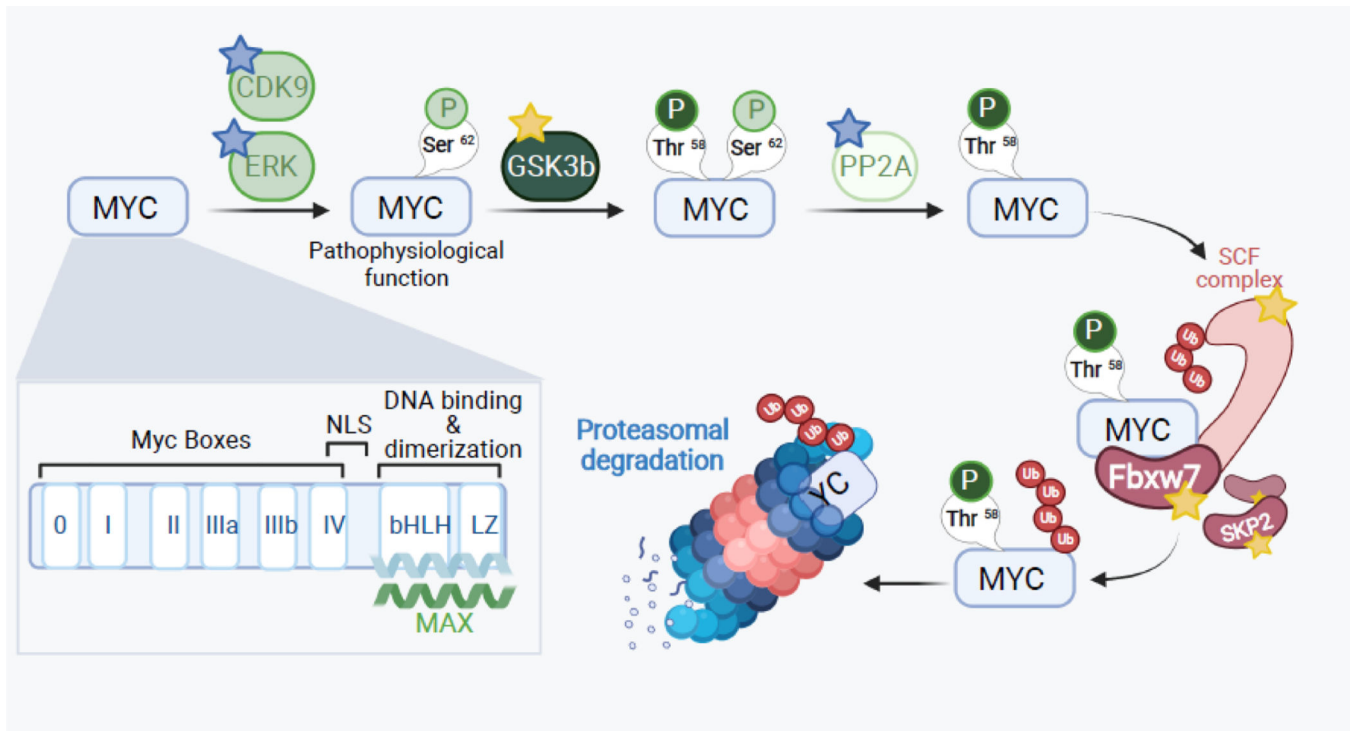 CDK9
ERK
MYC
P
Ser 62
MYC
Pathophysiological
function
GSK3b
P
Thr 58
P
Ser 62
MYC
PP2A
P
Thr 58
MYC
SCF
complex
P
Thr 58
Ub
Ub
Ub
MYC
Fbxw7
SKP2
P
Thr 58
Ub
Ub
Ub
Ub
MYC
Proteasomal
degradation
Ub
Ub
Ub
Ub
YC
Myc Boxes
NLS
DNA binding
&
dimerization
0 I II IIIa IIIb IV bHLH LZ
MAX